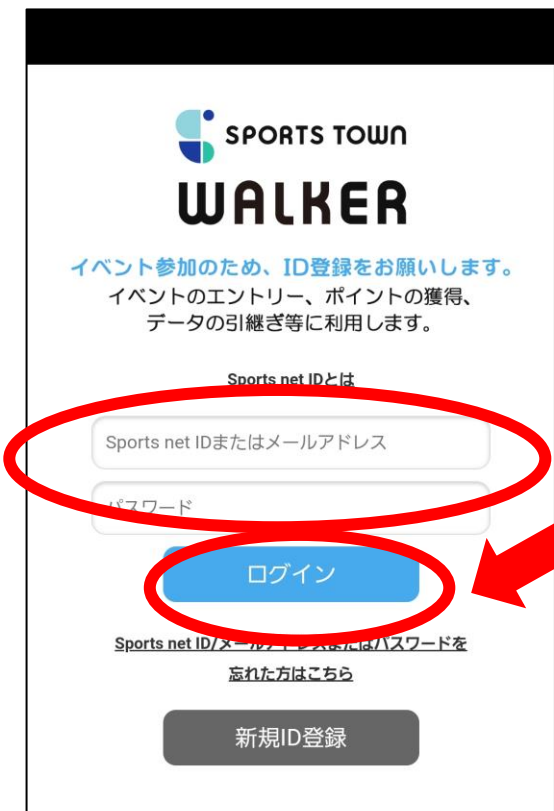 SPORTS TOWN
WALKER
イベント参加のため、ID登録をお願いします。
イベントのエントリー、ポイントの獲得、
データの引継ぎ等に利用します。
Sports net IDとは
Sports net IDまたはメールアドレス
パスワード
ログイン
Sports net ID/メールアドレスまたはパスワードを
忘れた方はこちら
新規ID登録